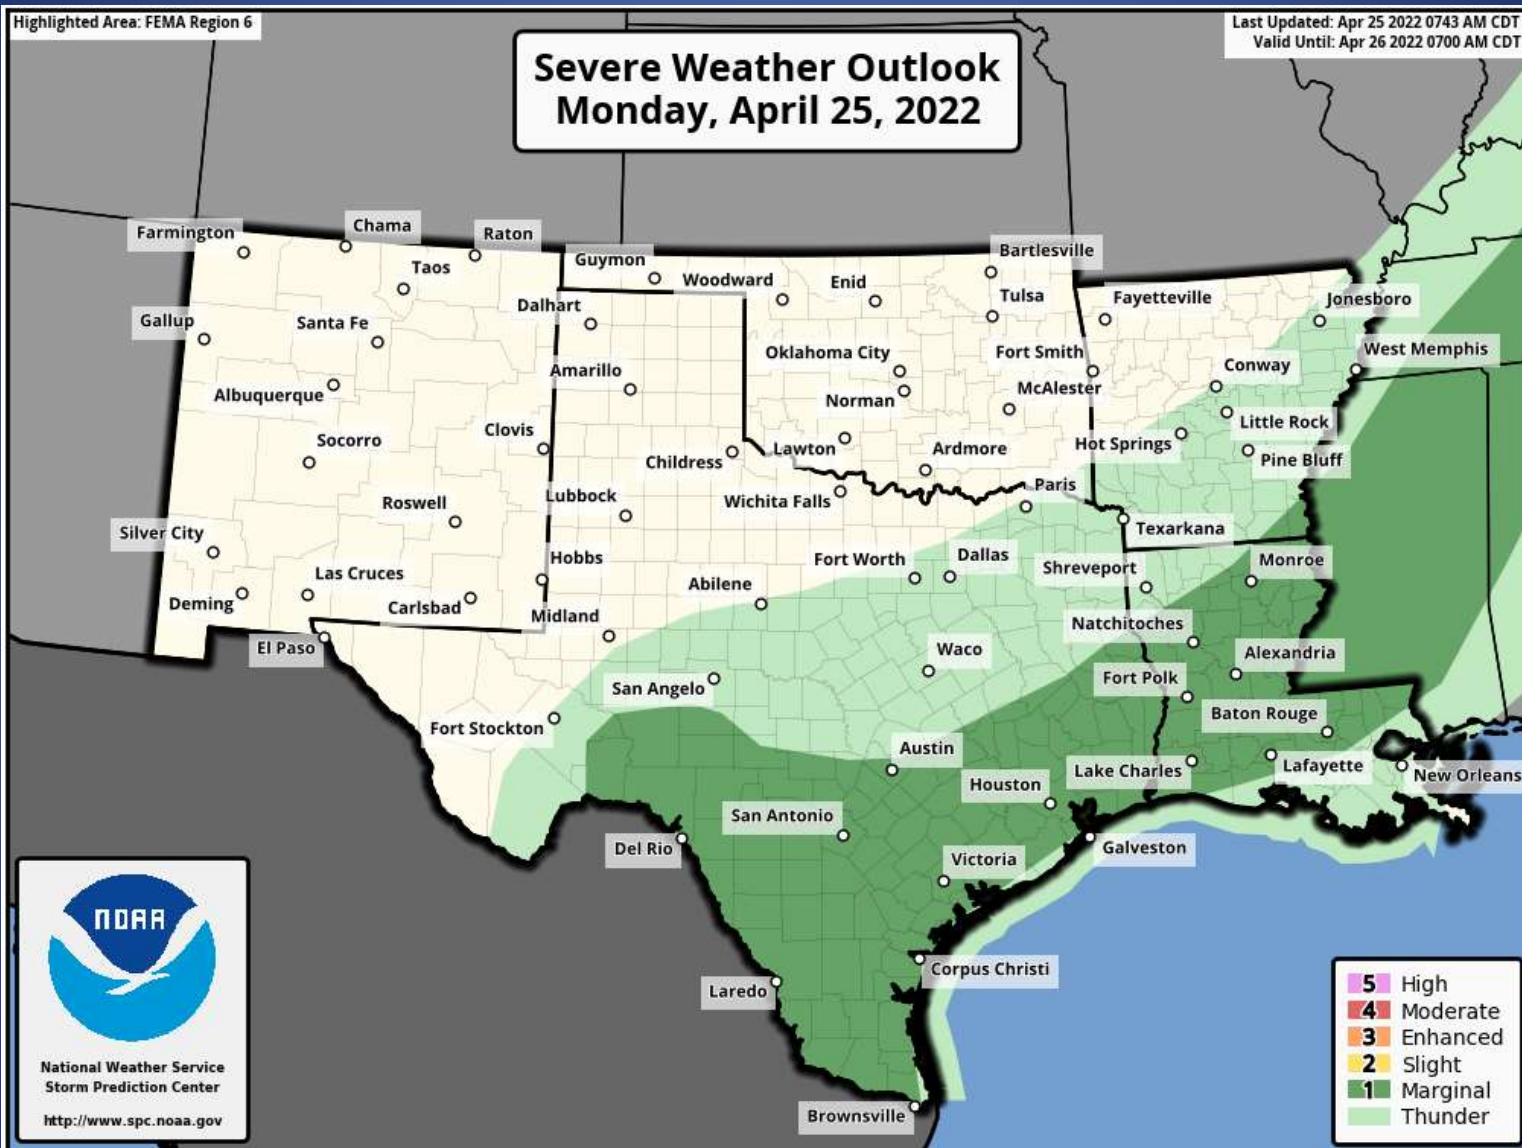 Highlighted Area: FEMA Region 6
Last Updated: Apr 25 2022 0743 AM CDT
Valid Until: Apr 26 2022 0700 AM CDT
Severe Weather Outlook
Monday, April 25, 2022
Farmington
Chama
Raton
Taos
Guymon
Woodward
Enid
Bartlesville
Tulsa
Fayetteville
Jonesboro
Dalhart
Gallup
Santa Fe
Oklahoma City
Fort Smith
West Memphis
Amarillo
Conway
Albuquerque
Norman
McAlester
Little Rock
Socorro
Clovis
Childress
Lawton
Ardmore
Hot Springs
Pine Bluff
Roswell
Lubbock
Wichita Falls
Paris
Texarkana
Silver City
Hobbs
Fort Worth
Dallas
Shreveport
Monroe
Las Cruces
Deming
Carlsbad
Midland
Abilene
Natchitoches
El Paso
Waco
Alexandria
San Angelo
Fort Polk
Fort Stockton
Baton Rouge
Austin
Houston
Lake Charles
Lafayette
New Orleans
San Antonio
Del Rio
Victoria
Galveston
Corpus Christi
Laredo
Brownsville
NOAA
National Weather Service
Storm Prediction Center
http://www.spc.noaa.gov
5 High
4 Moderate
3 Enhanced
2 Slight
1 Marginal
Thunder